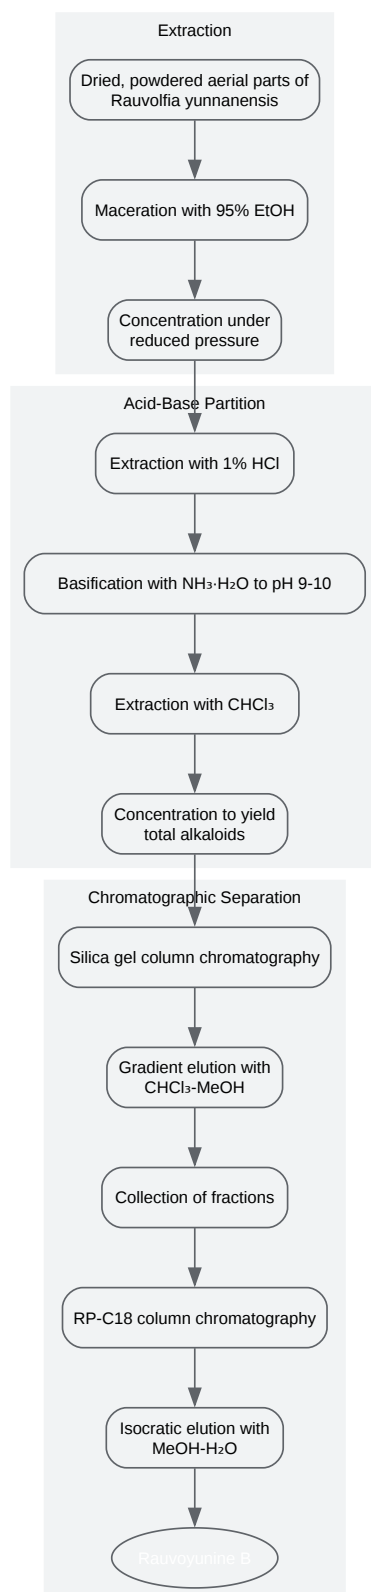 Extraction
Dried, powdered aerial parts of
Rauvolfia yunnanensis
Maceration with 95% EtOH
Concentration under
reduced pressure
Acid-Base Partition
Extraction with 1% HCl
Basification with NH₃·H₂O to pH 9-10
Extraction with CHCl₃
Concentration to yield
total alkaloids
Chromatographic Separation
Silica gel column chromatography
Gradient elution with
CHCl₃-MeOH
Collection of fractions
RP-C18 column chromatography
Isocratic elution with
MeOH-H₂O
Rauvoyunine B